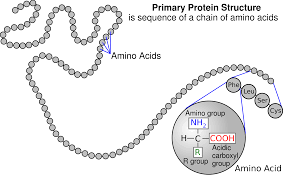 Primary Protein Structure
is sequence of a chain of amino acids
Amino Acids
Phe
Leu
Ser
Cys
Amino group
NH₂
H–C–COOH
R
Acidic
carboxyl
group
R group
Amino Acid